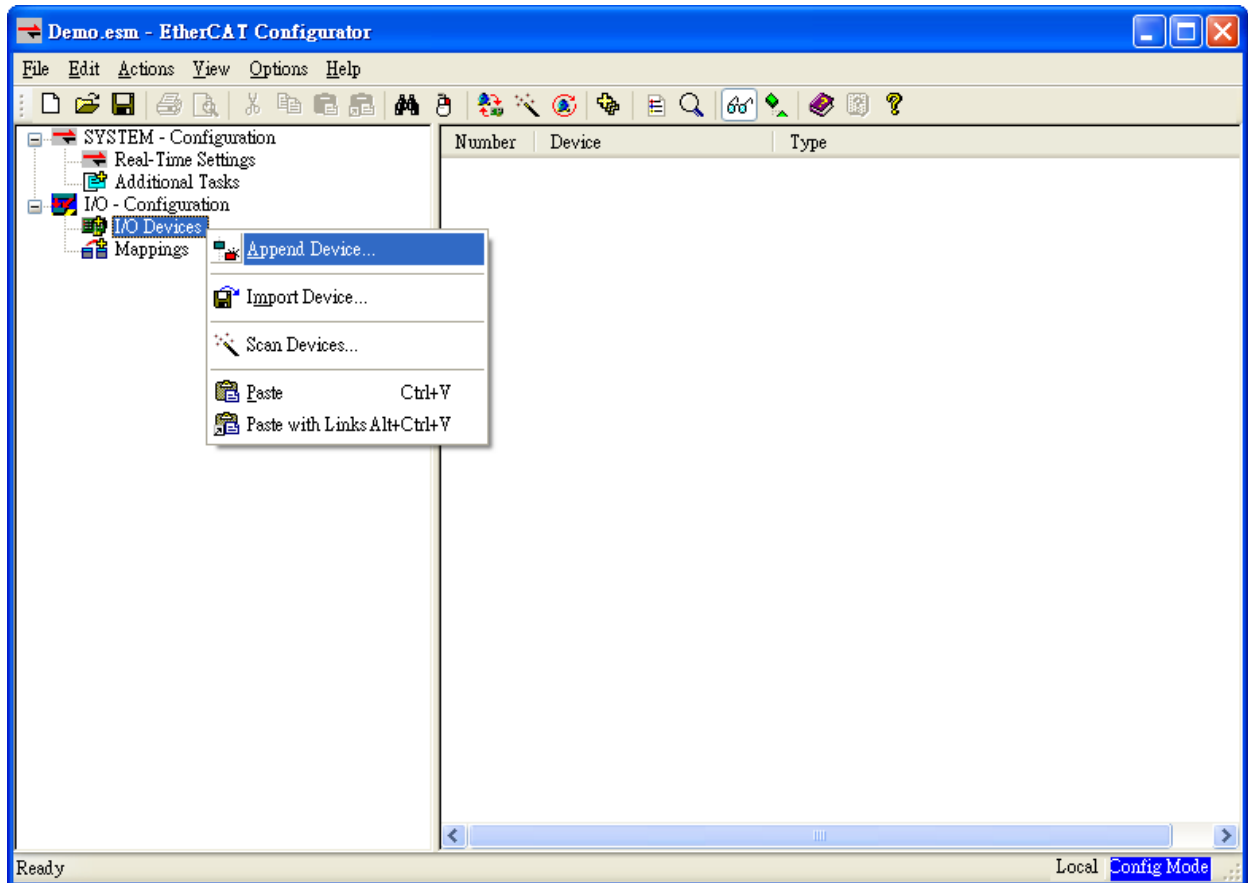 Demo.esm - EtherCAT Configurator
File Edit Actions View Options Help
SYSTEM - Configuration
Real-Time Settings
Additional Tasks
I/O - Configuration
I/O Devices
Mappings
Number Device Type
Append Device...
Import Device...
Scan Devices...
Paste Ctrl+V
Paste with Links Alt+Ctrl+V
Ready Local Config Mode